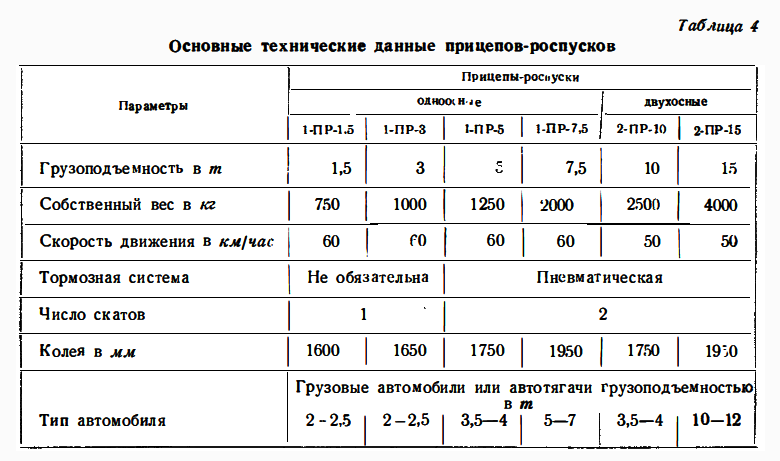 Таблица 4
Основные технические данные прицепов-роспусков
Параметры
Прицепы-роспуски
одноосные
двухосные
1-ПР-1,5 1-ПР-3 1-ПР-5 1-ПР-7,5 2-ПР-10 2-ПР-15
Грузоподъемность в т 1,5 3 5 7,5 10 15
Собственный вес в кг 750 1000 1250 2000 2500 4000
Скорость движения в км/час 60 60 60 60 50 50
Тормозная система Не обязательна Пневматическая
Число скатов 1 2
Колея в мм 1600 1650 1750 1950 1750 1950
Тип автомобиля
Грузовые автомобили или автотягачи грузоподъемностью
в т
2-2,5 2—2,5 3,5—4 5—7 3,5—4 10—12